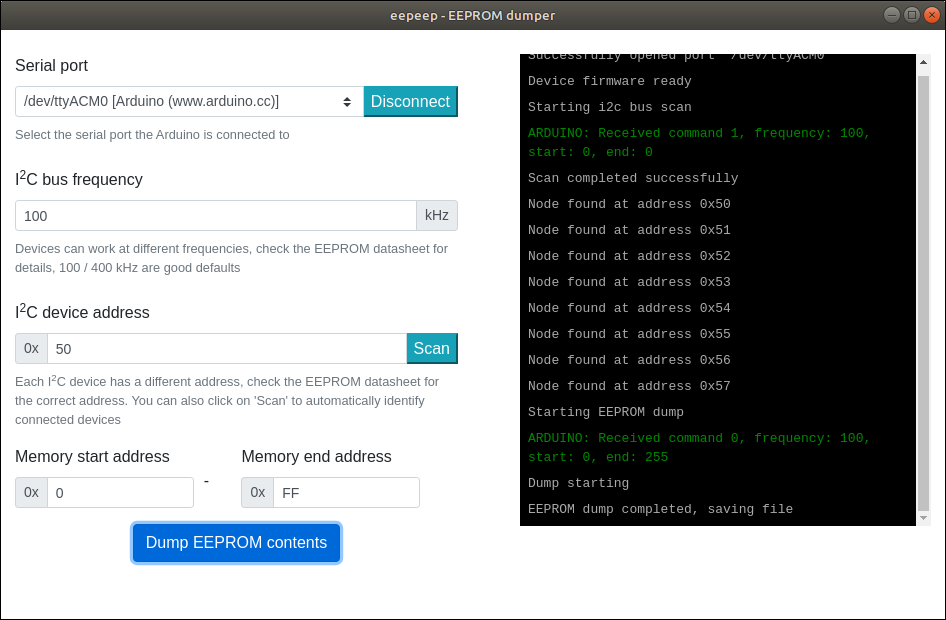 eepeep - EEPROM dumper
Serial port
/dev/ttyACM0 [Arduino (www.arduino.cc)]
Disconnect
Select the serial port the Arduino is connected to
I2C bus frequency
100
kHz
Devices can work at different frequencies, check the EEPROM datasheet for
details, 100 / 400 kHz are good defaults
I2C device address
0x
50
Scan
Each I2C device has a different address, check the EEPROM datasheet for
the correct address. You can also click on 'Scan' to automatically identify
connected devices
Memory start address
Memory end address
0x
0
-
0x
FF
Dump EEPROM contents
Successfully opened port /dev/ttyACM0
Device firmware ready
Starting i2c bus scan
ARDUINO: Received command 1, frequency: 100,
start: 0, end: 0
Scan completed successfully
Node found at address 0x50
Node found at address 0x51
Node found at address 0x52
Node found at address 0x53
Node found at address 0x54
Node found at address 0x55
Node found at address 0x56
Node found at address 0x57
Starting EEPROM dump
ARDUINO: Received command 0, frequency: 100,
start: 0, end: 255
Dump starting
EEPROM dump completed, saving file